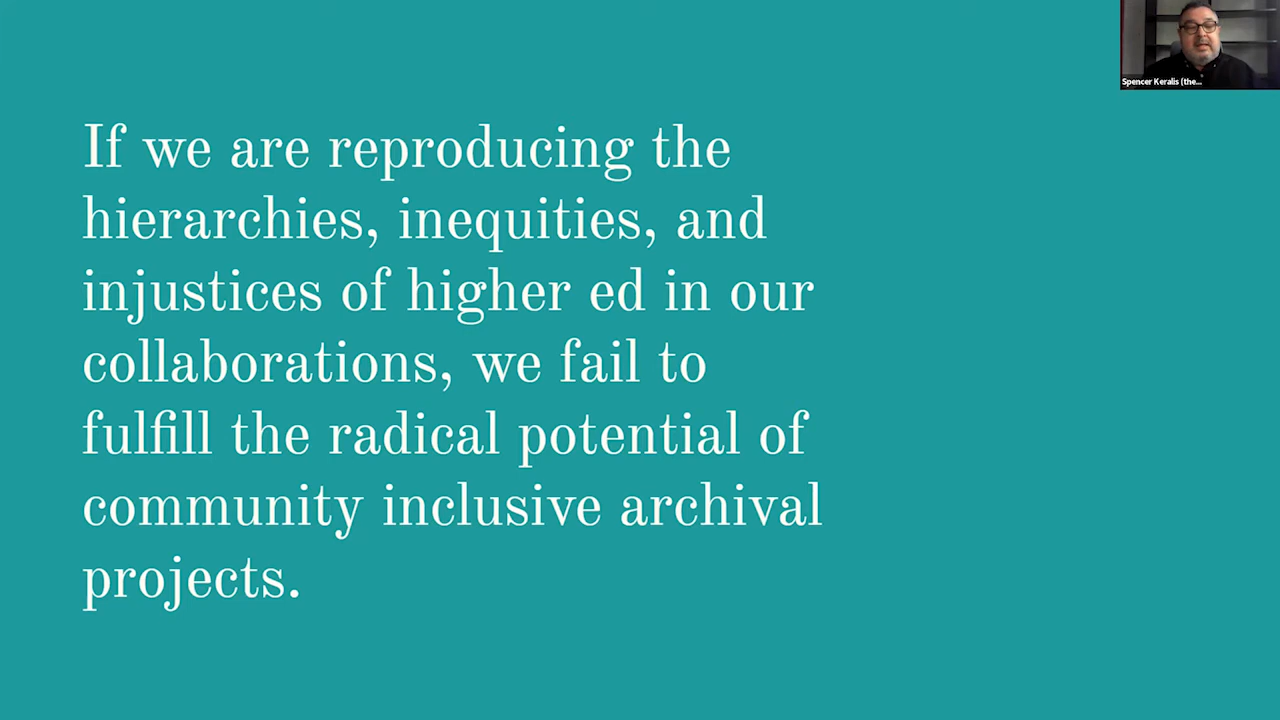 If we are reproducing the
hierarchies, inequities, and
injustices of higher ed in our
collaborations, we fail to
fulfill the radical potential of
community inclusive archival
projects.
Spencer Keralis (the...